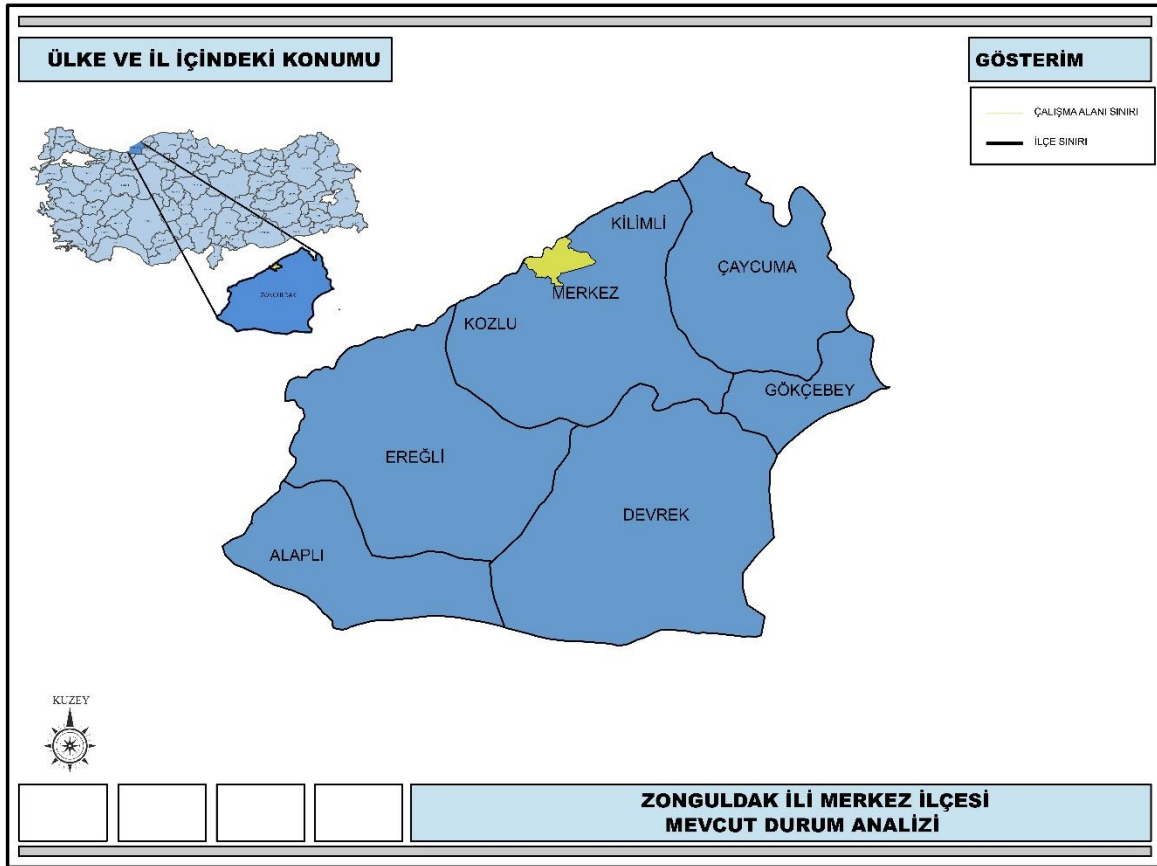 ÜLKE VE İL İÇİNDEKİ KONUMU
GÖSTERİM
ÇALIŞMA ALANI SINIRI
İLÇE SINIRI
KİLİMLİ
ÇAYCUMA
MERKEZ
KOZLU
GÖKÇEBEY
EREĞLİ
DEVREK
ALAPLI
ZONGULDAK
KUZEY
ZONGULDAK İLİ MERKEZ İLÇESİ
MEVCUT DURUM ANALİZİ